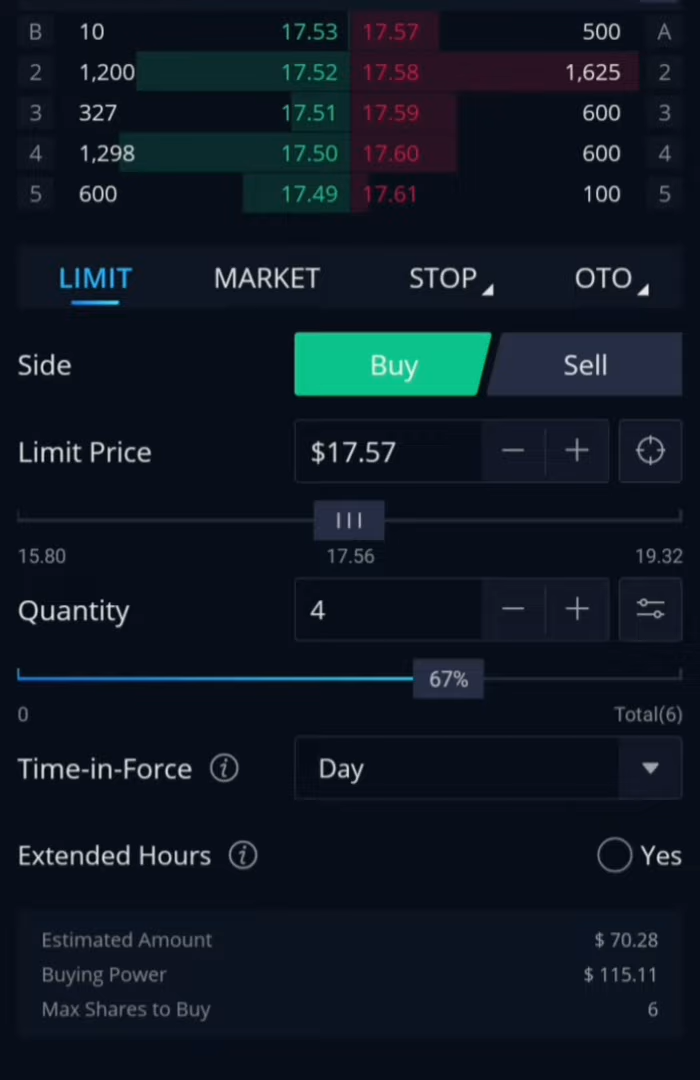 B 10 17.53 17.57 500 A
2 1,200 17.52 17.58 1,625 2
3 327 17.51 17.59 600 3
4 1,298 17.50 17.60 600 4
5 600 17.49 17.61 100 5
LIMIT MARKET STOP OTO
Side Buy Sell
Limit Price $17.57 − +
15.80 17.56 19.32
Quantity 4 − +
67%
0 Total(6)
Time-in-Force i Day
Extended Hours i Yes
Estimated Amount $ 70.28
Buying Power $ 115.11
Max Shares to Buy 6